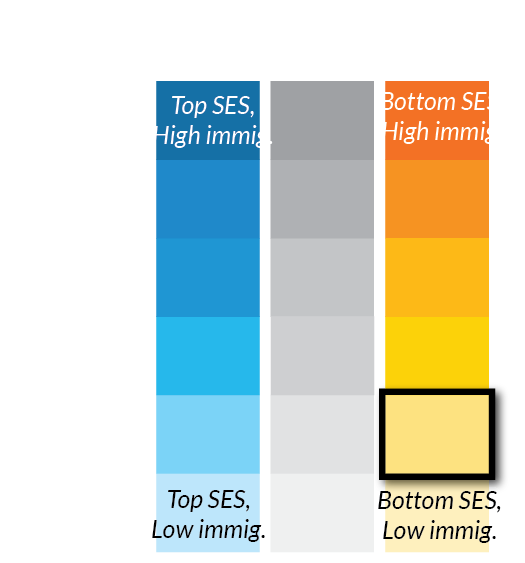 Top SES,
High immig.
Bottom SES
High immig
Top SES,
Low immig.
Bottom SES,
Low immig.